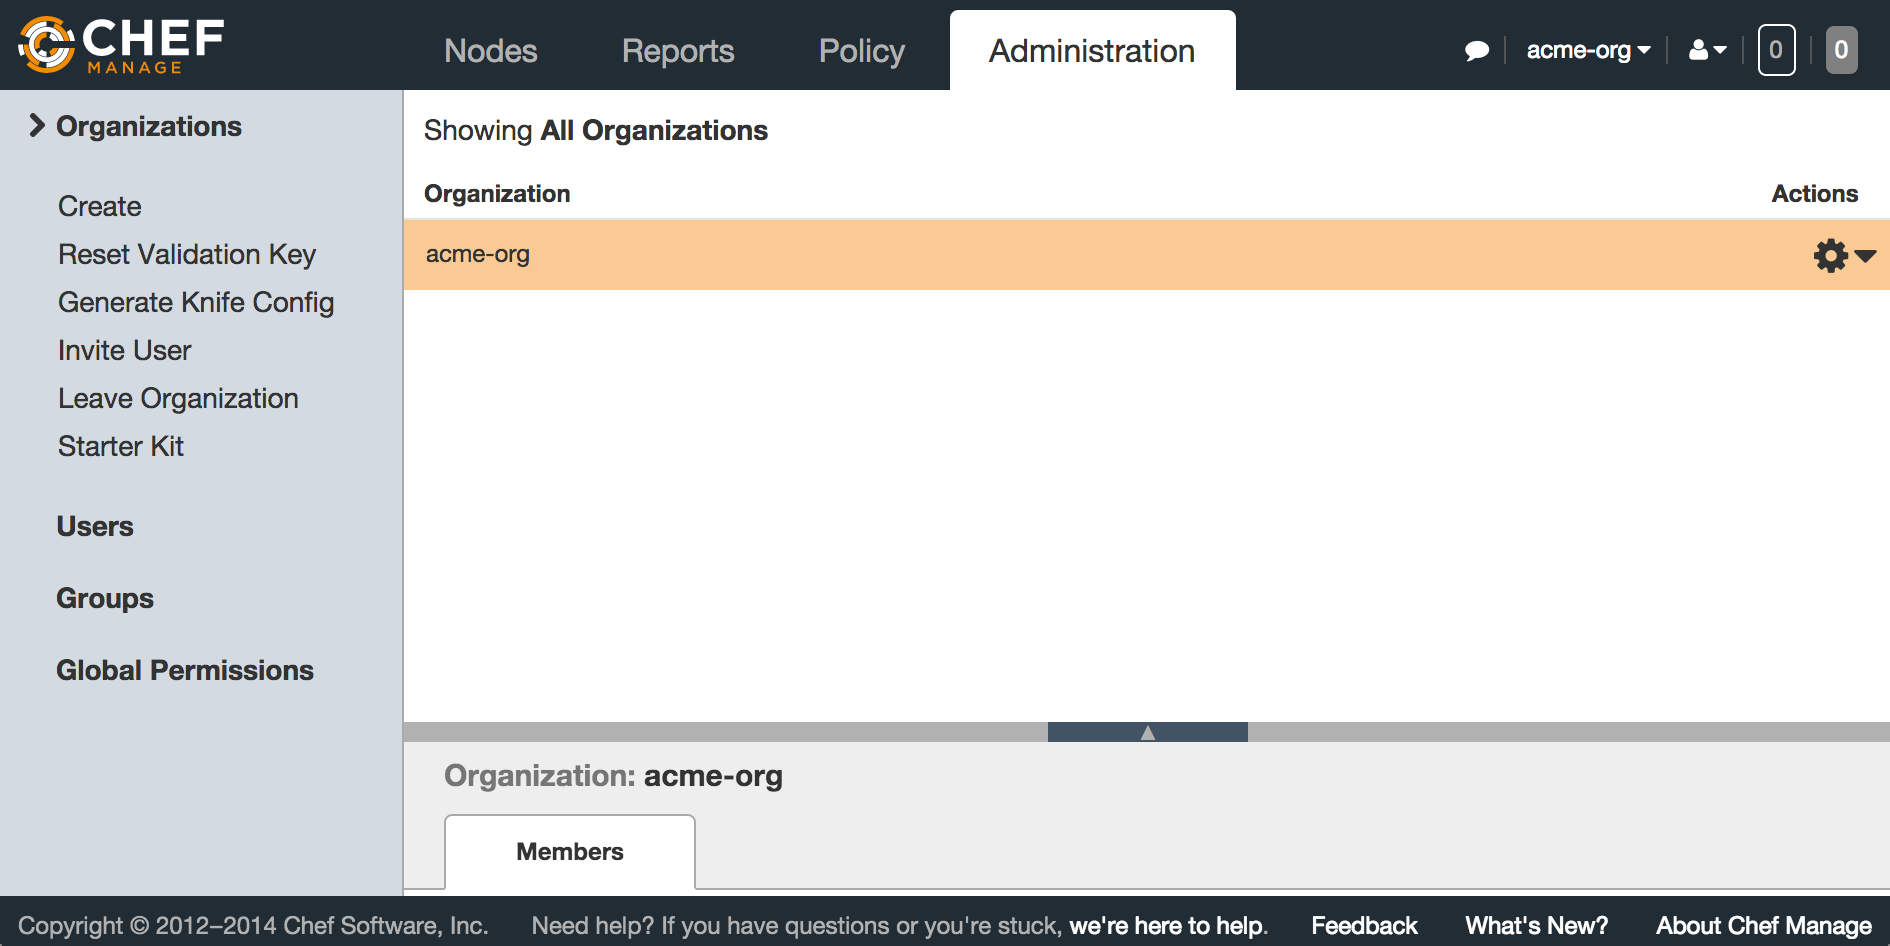 CHEF
MANAGE
Nodes
Reports
Policy
Administration
acme-org
0
0
Organizations
Create
Reset Validation Key
Generate Knife Config
Invite User
Leave Organization
Starter Kit
Users
Groups
Global Permissions
Showing All Organizations
Organization Actions
acme-org
Organization: acme-org
Members
Copyright © 2012–2014 Chef Software, Inc.
Need help? If you have questions or you're stuck, we're here to help.
Feedback
What's New?
About Chef Manage